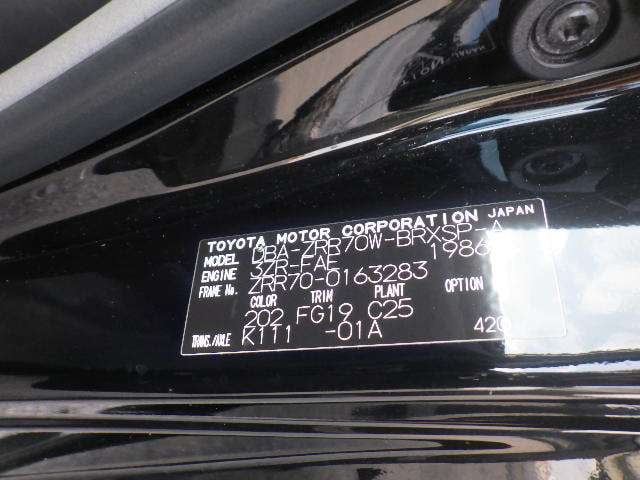 TOYOTA MOTOR CORPORATION JAPAN
MODEL DBA-ZRR70W-BRXSP-A
ENGINE 3ZR-FAE 1986
FRAME No. ZRR70-0163283
COLOR TRIM PLANT OPTION
202 FG19 C25
TRANS./AXLE K111 -01A 420